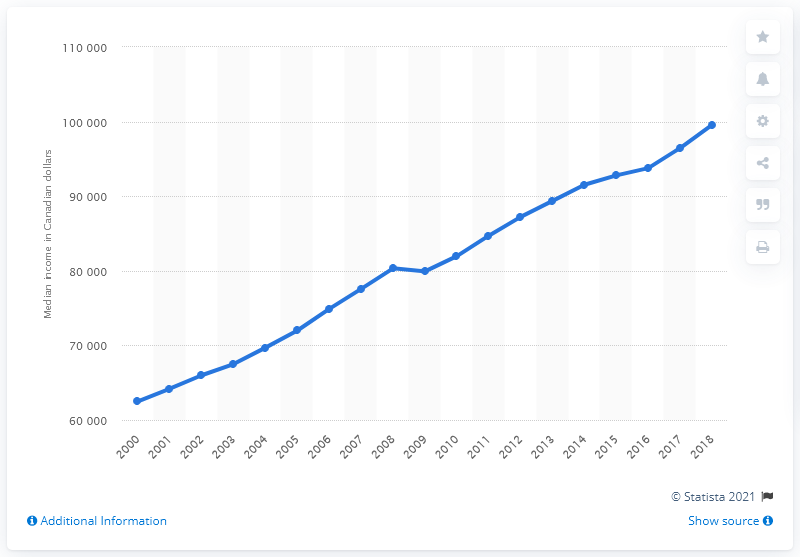 110 000
100 000
90 000
80 000
70 000
60 000
Median income in Canadian dollars
2000 2001 2002 2003 2004 2005 2006 2007 2008 2009 2010 2011 2012 2013 2014 2015 2016 2017 2018
© Statista 2021
Additional Information
Show source